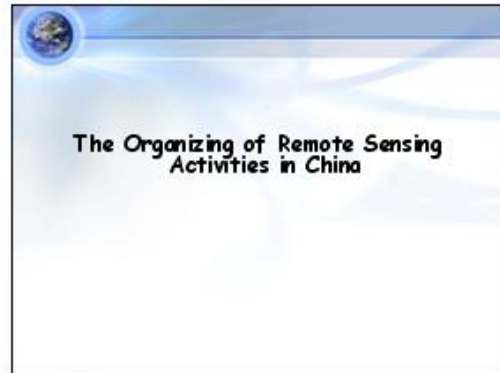 The Organizing of Remote Sensing
Activities in China